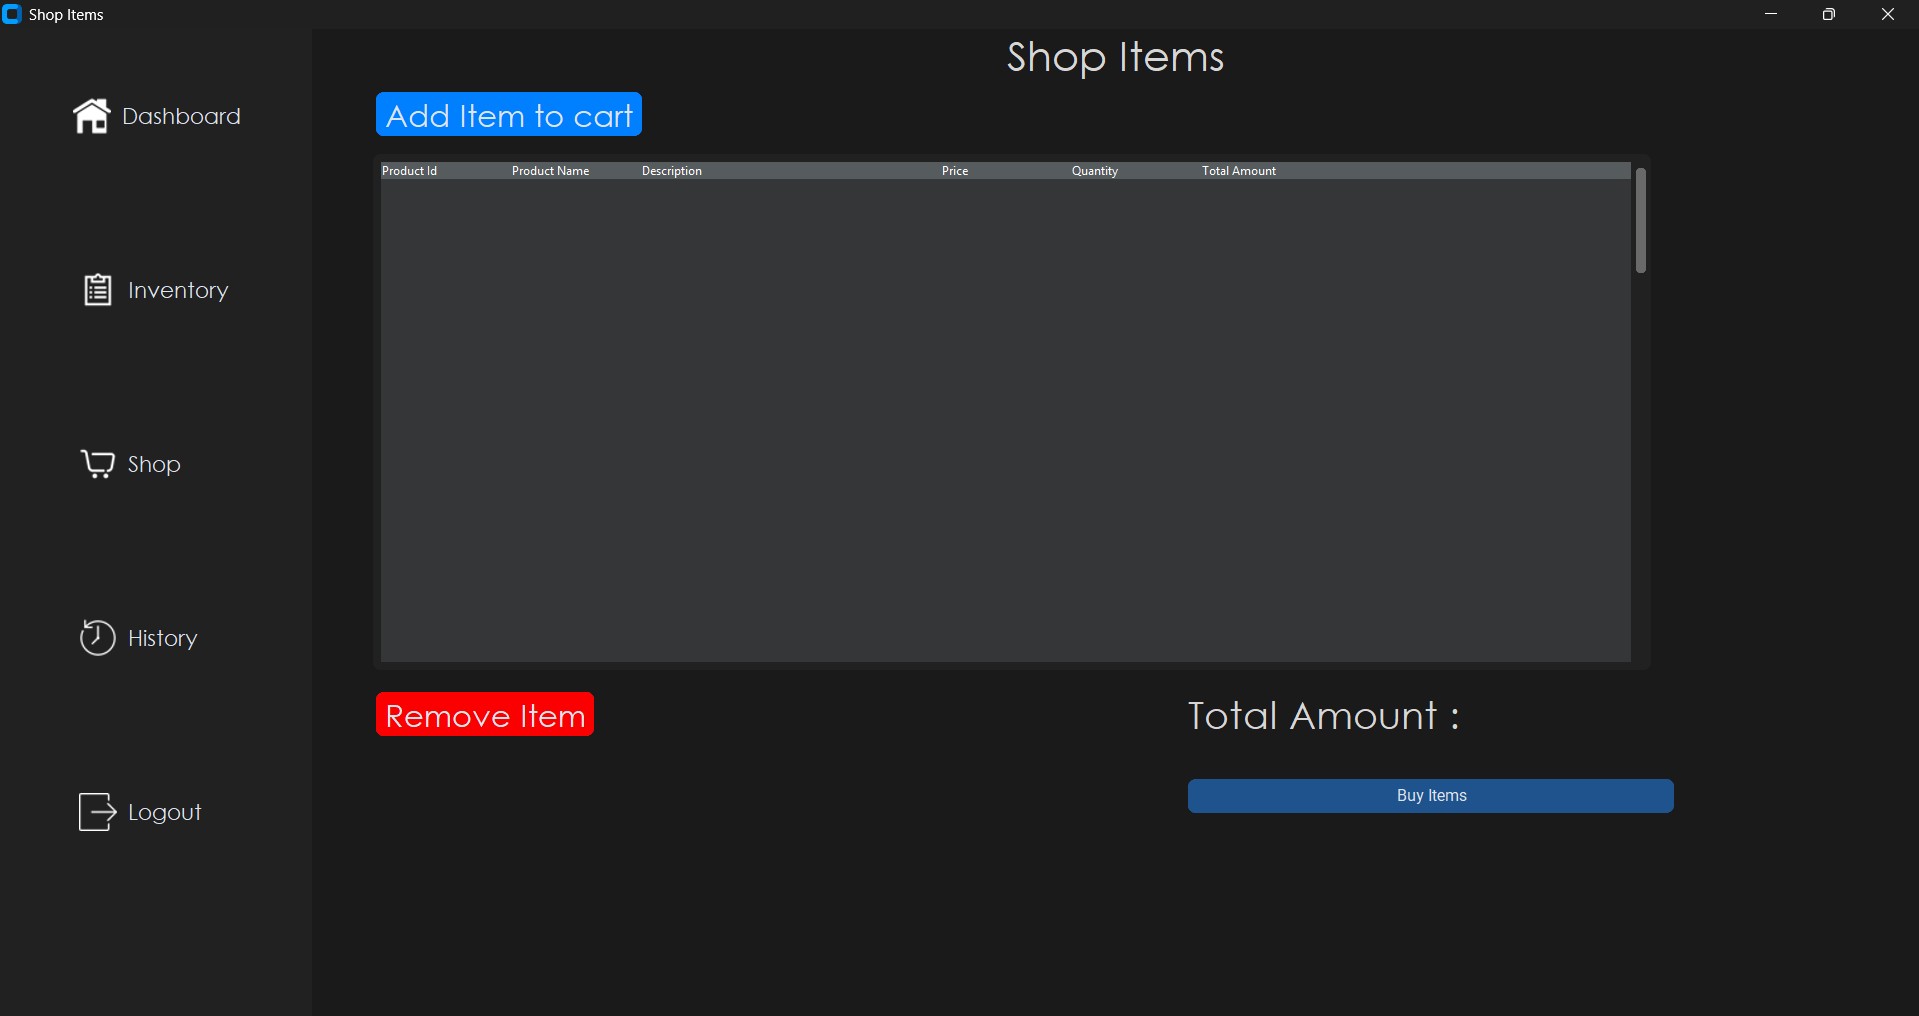 Shop Items
Shop Items
Dashboard
Inventory
Shop
History
Logout
Add Item to cart
Product Id Product Name Description Price Quantity Total Amount
Remove Item
Total Amount :
Buy Items